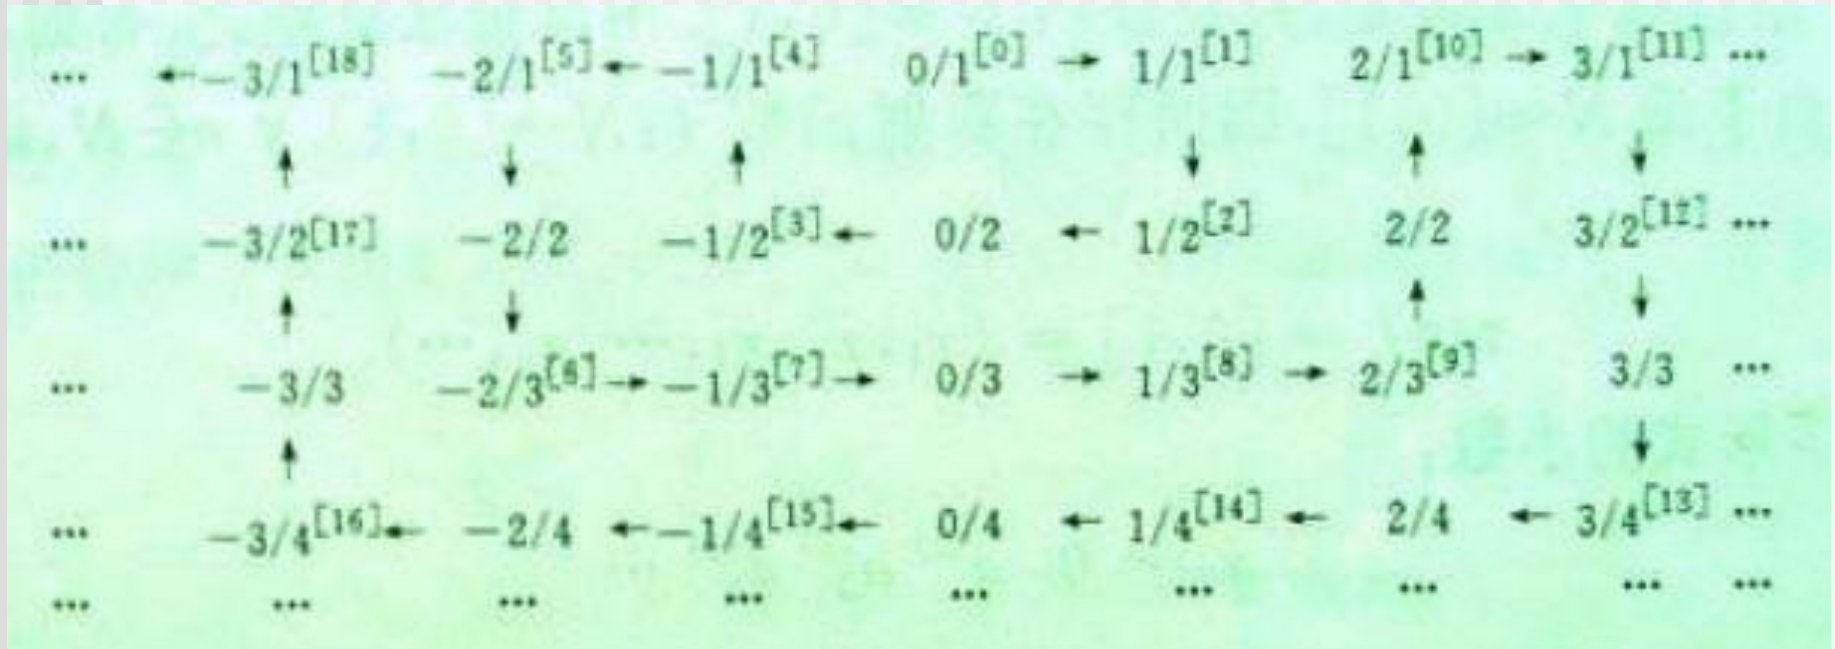 … ← -3/1[18] -2/1[5] ← -1/1[4] 0/1[0] → 1/1[1] 2/1[10] → 3/1[11] …
↑ ↓ ↑ ↓ ↑ ↓
… -3/2[17] -2/2 -1/2[3] ← 0/2 ← 1/2[2] 2/2 3/2[12] …
↑ ↓ ↑ ↓
… -3/3 -2/3[6] → -1/3[7] → 0/3 → 1/3[8] → 2/3[9] 3/3 …
↑ ↓
… -3/4[16] ← -2/4 ← -1/4[15] ← 0/4 ← 1/4[14] ← 2/4 ← 3/4[13] …
… … … … … … … …